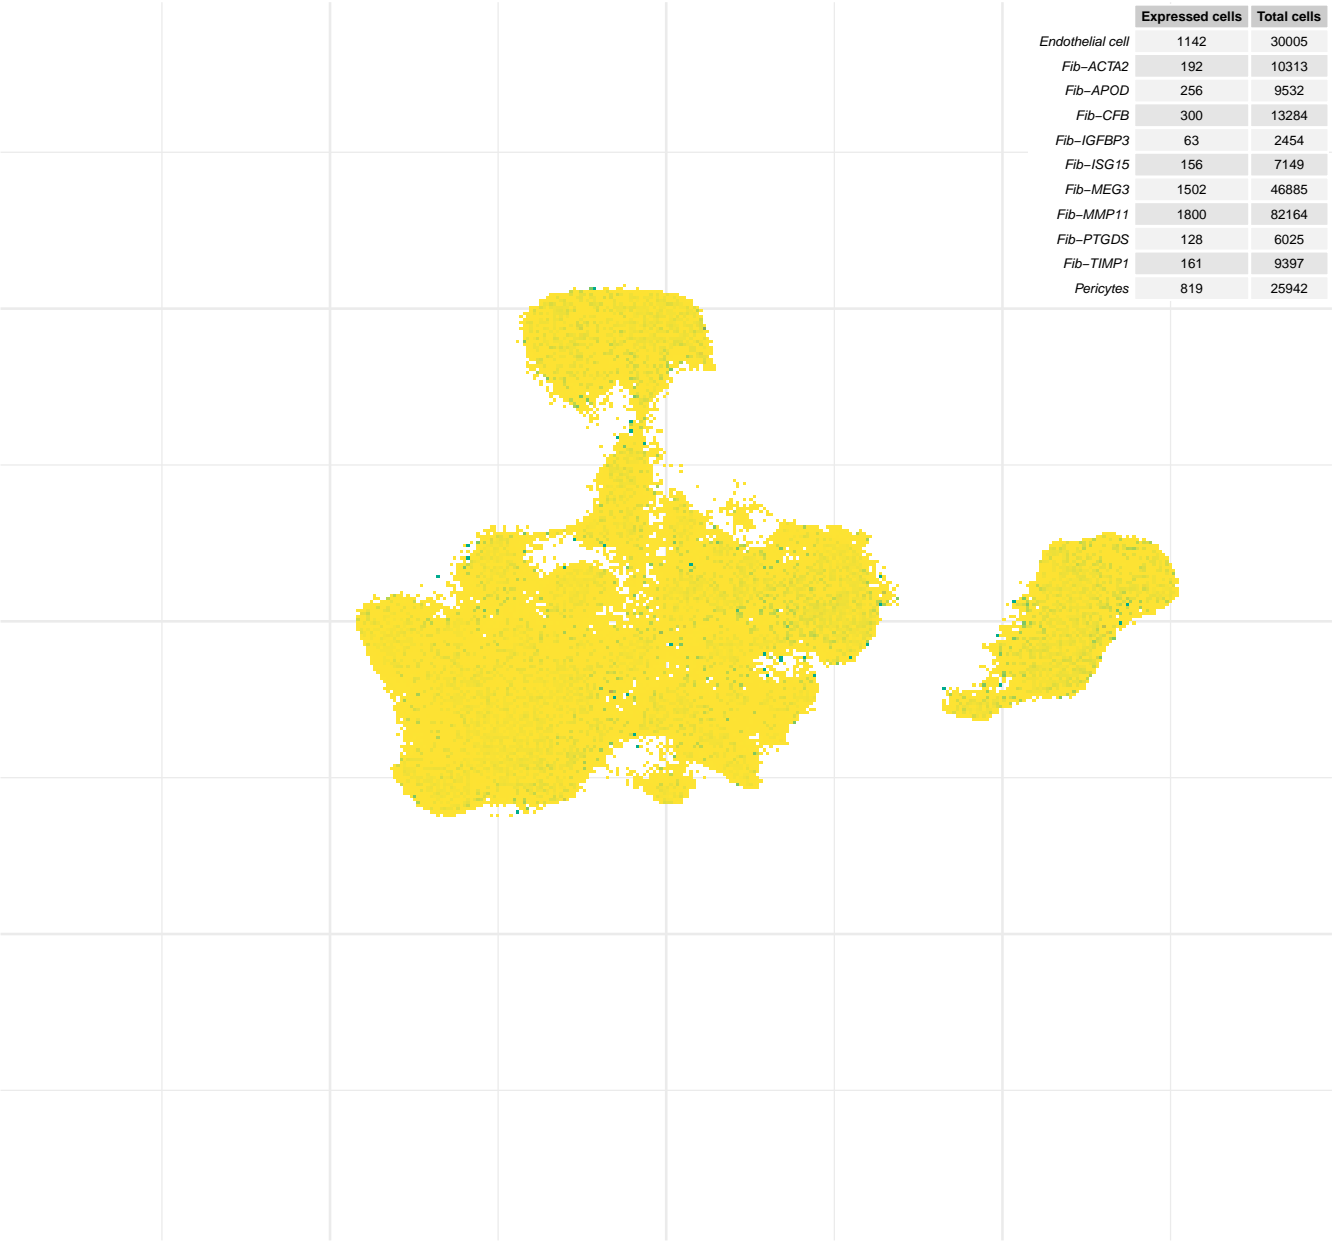 Expressed cells Total cells
Endothelial cell 1142 30005
Fib−ACTA2 192 10313
Fib−APOD 256 9532
Fib−CFB 300 13284
Fib−IGFBP3 63 2454
Fib−ISG15 156 7149
Fib−MEG3 1502 46885
Fib−MMP11 1800 82164
Fib−PTGDS 128 6025
Fib−TIMP1 161 9397
Pericytes 819 25942